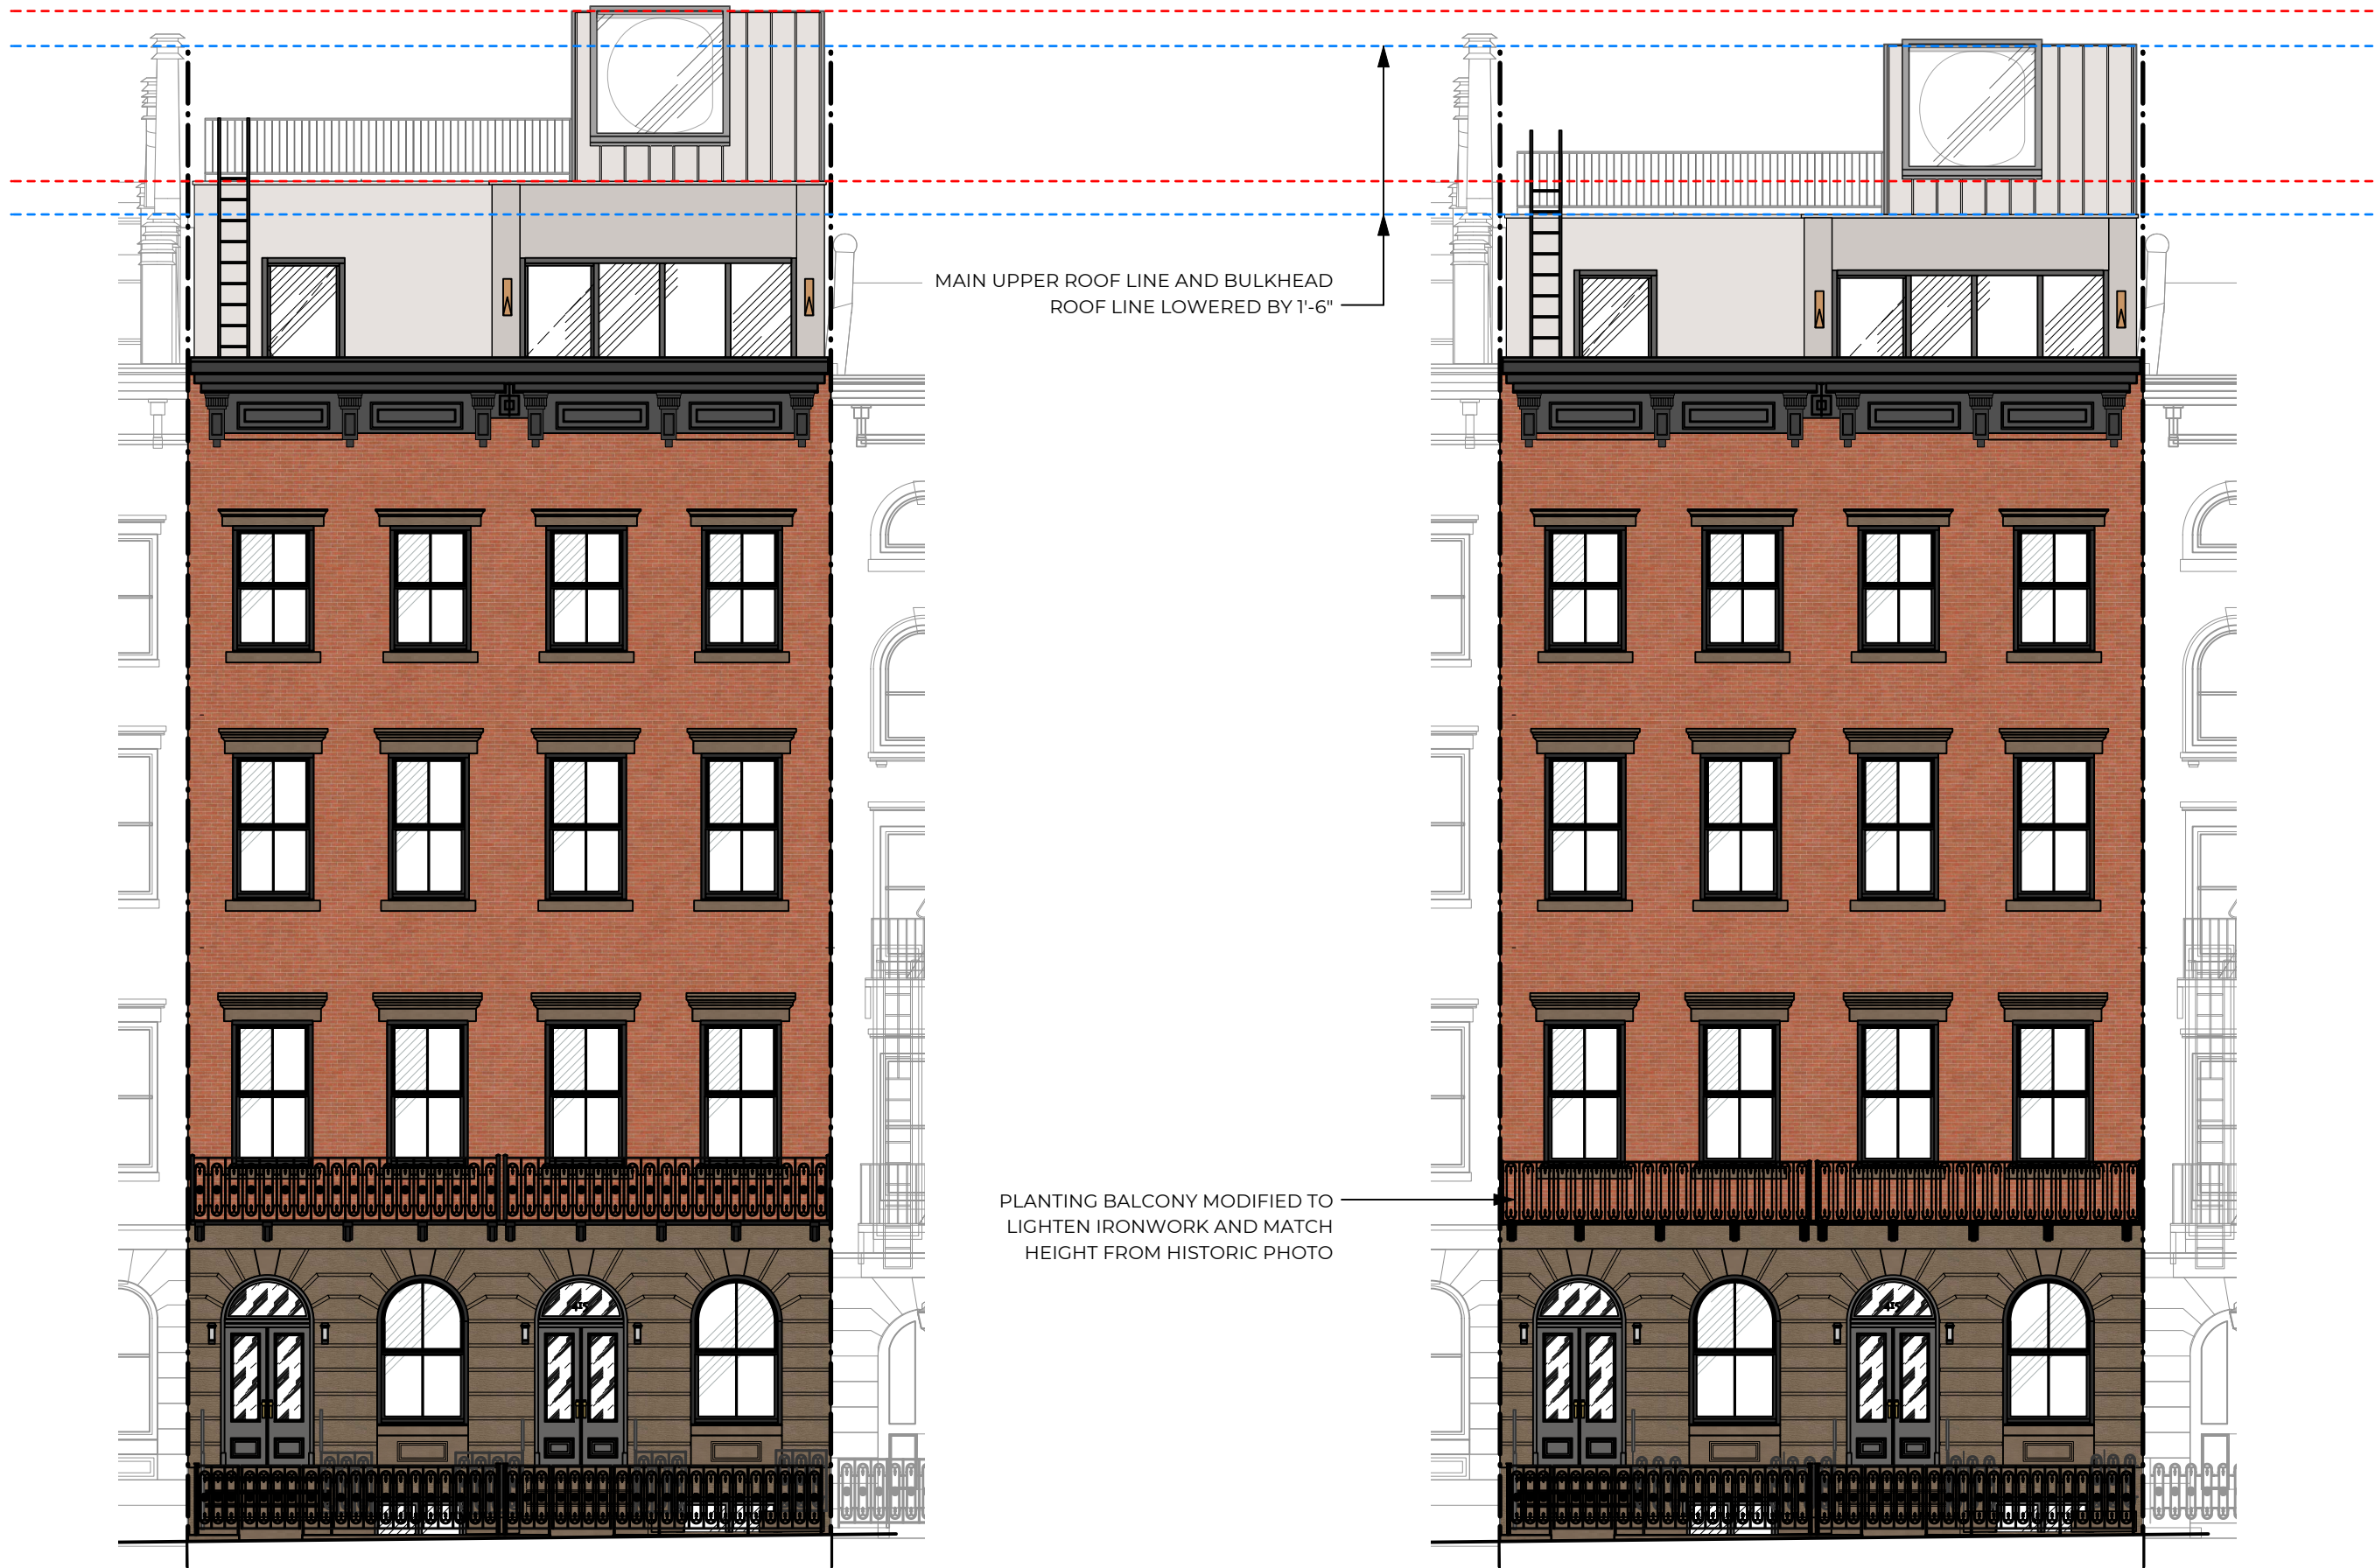 MAIN UPPER ROOF LINE AND BULKHEAD
ROOF LINE LOWERED BY 1'-6"
PLANTING BALCONY MODIFIED TO
LIGHTEN IRONWORK AND MATCH
HEIGHT FROM HISTORIC PHOTO